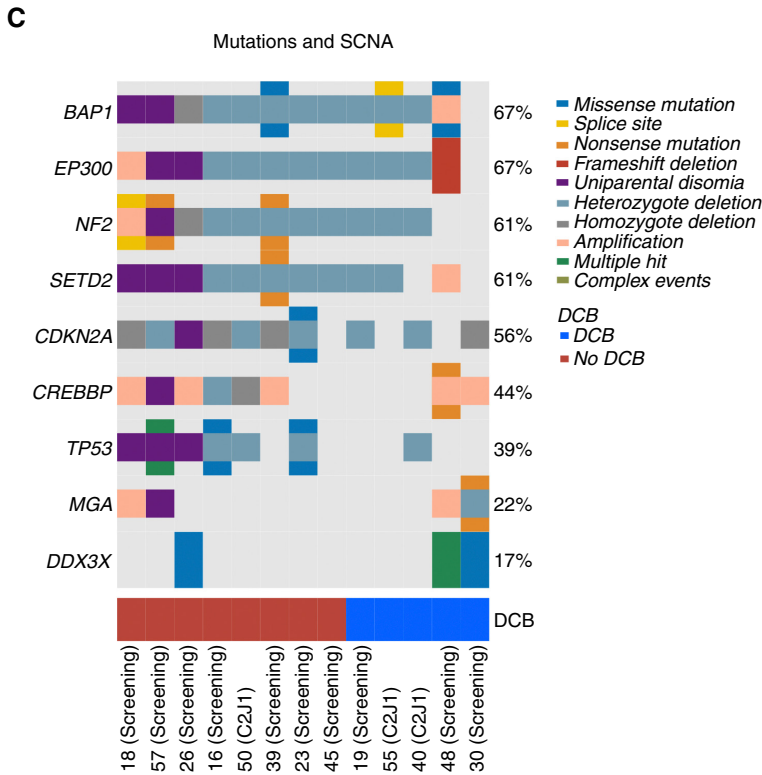 C
Mutations and SCNA
BAP1 67%
EP300 67%
NF2 61%
SETD2 61%
CDKN2A 56%
CREBBP 44%
TP53 39%
MGA 22%
DDX3X 17%
DCB
Missense mutation
Splice site
Nonsense mutation
Frameshift deletion
Uniparental disomia
Heterozygote deletion
Homozygote deletion
Amplification
Multiple hit
Complex events
DCB
DCB
No DCB
18 (Screening)
57 (Screening)
26 (Screening)
16 (Screening)
50 (C2J1)
39 (Screening)
23 (Screening)
45 (Screening)
19 (Screening)
55 (C2J1)
40 (C2J1)
48 (Screening)
30 (Screening)